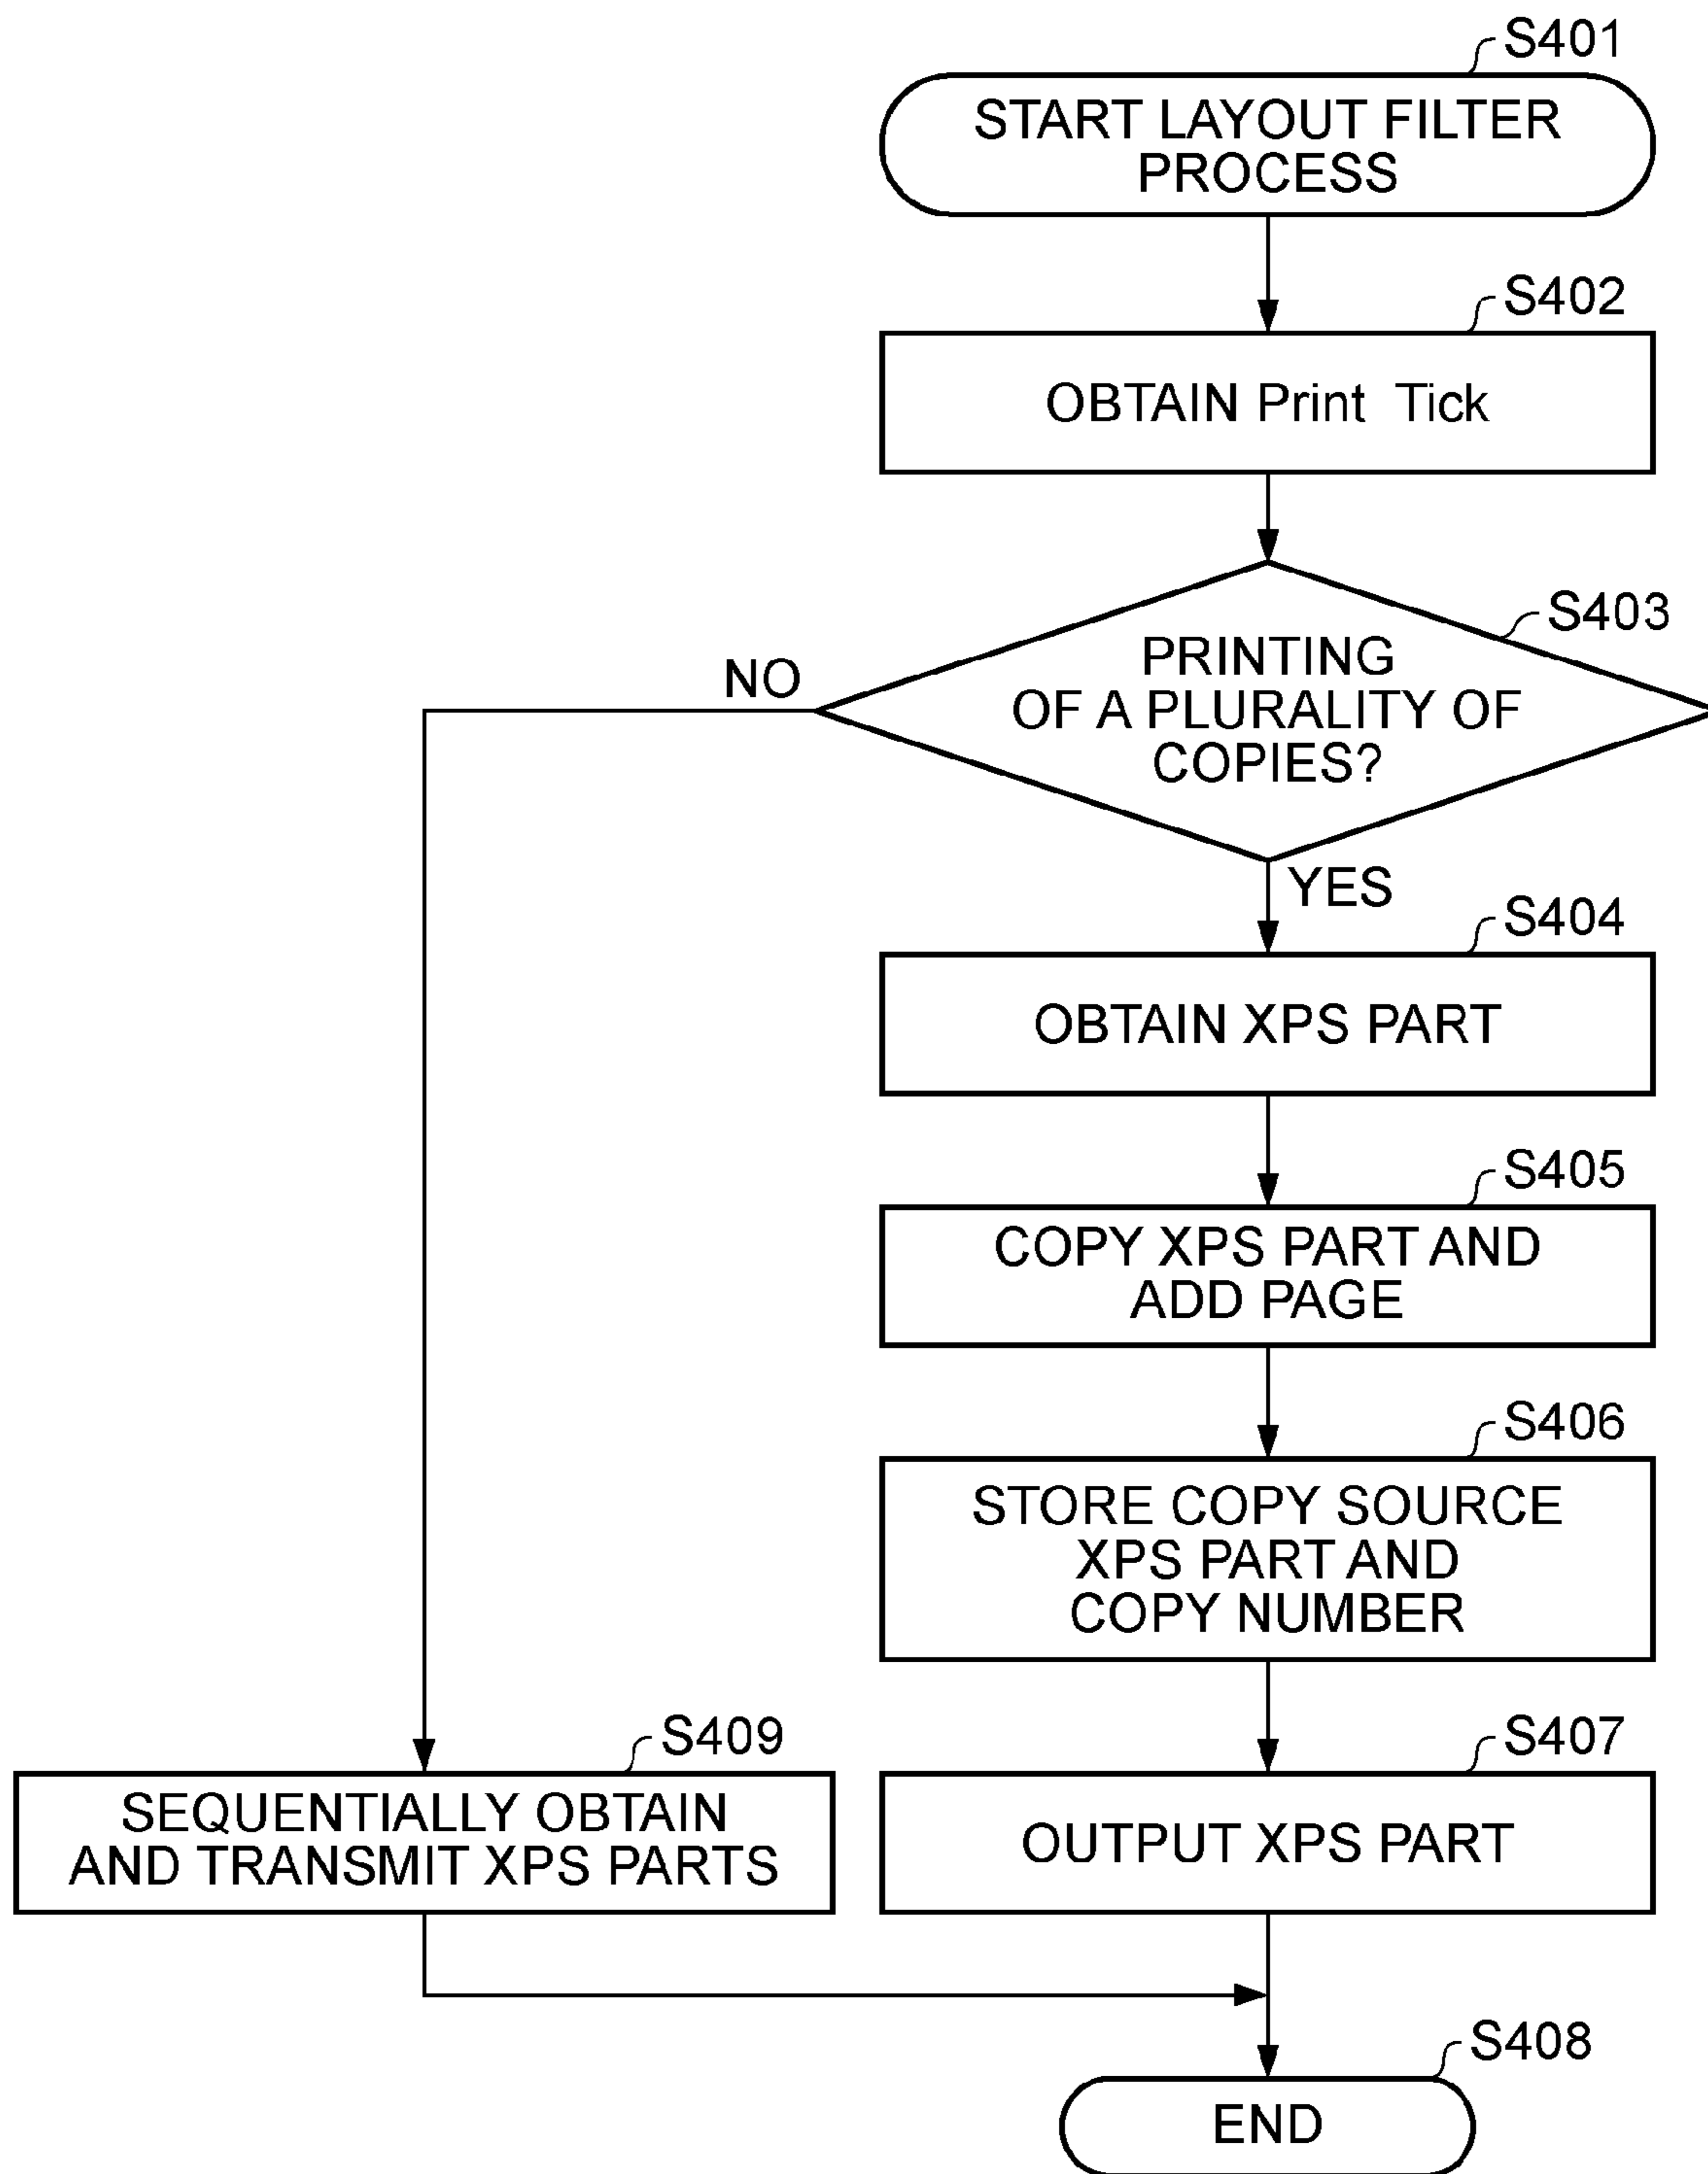 S401
START LAYOUT FILTER
PROCESS
S402
OBTAIN Print Tick
S403
PRINTING
OF A PLURALITY OF
COPIES?
NO
YES
S404
OBTAIN XPS PART
S405
COPY XPS PART AND
ADD PAGE
S406
STORE COPY SOURCE
XPS PART AND
COPY NUMBER
S409
SEQUENTIALLY OBTAIN
AND TRANSMIT XPS PARTS
S407
OUTPUT XPS PART
S408
END